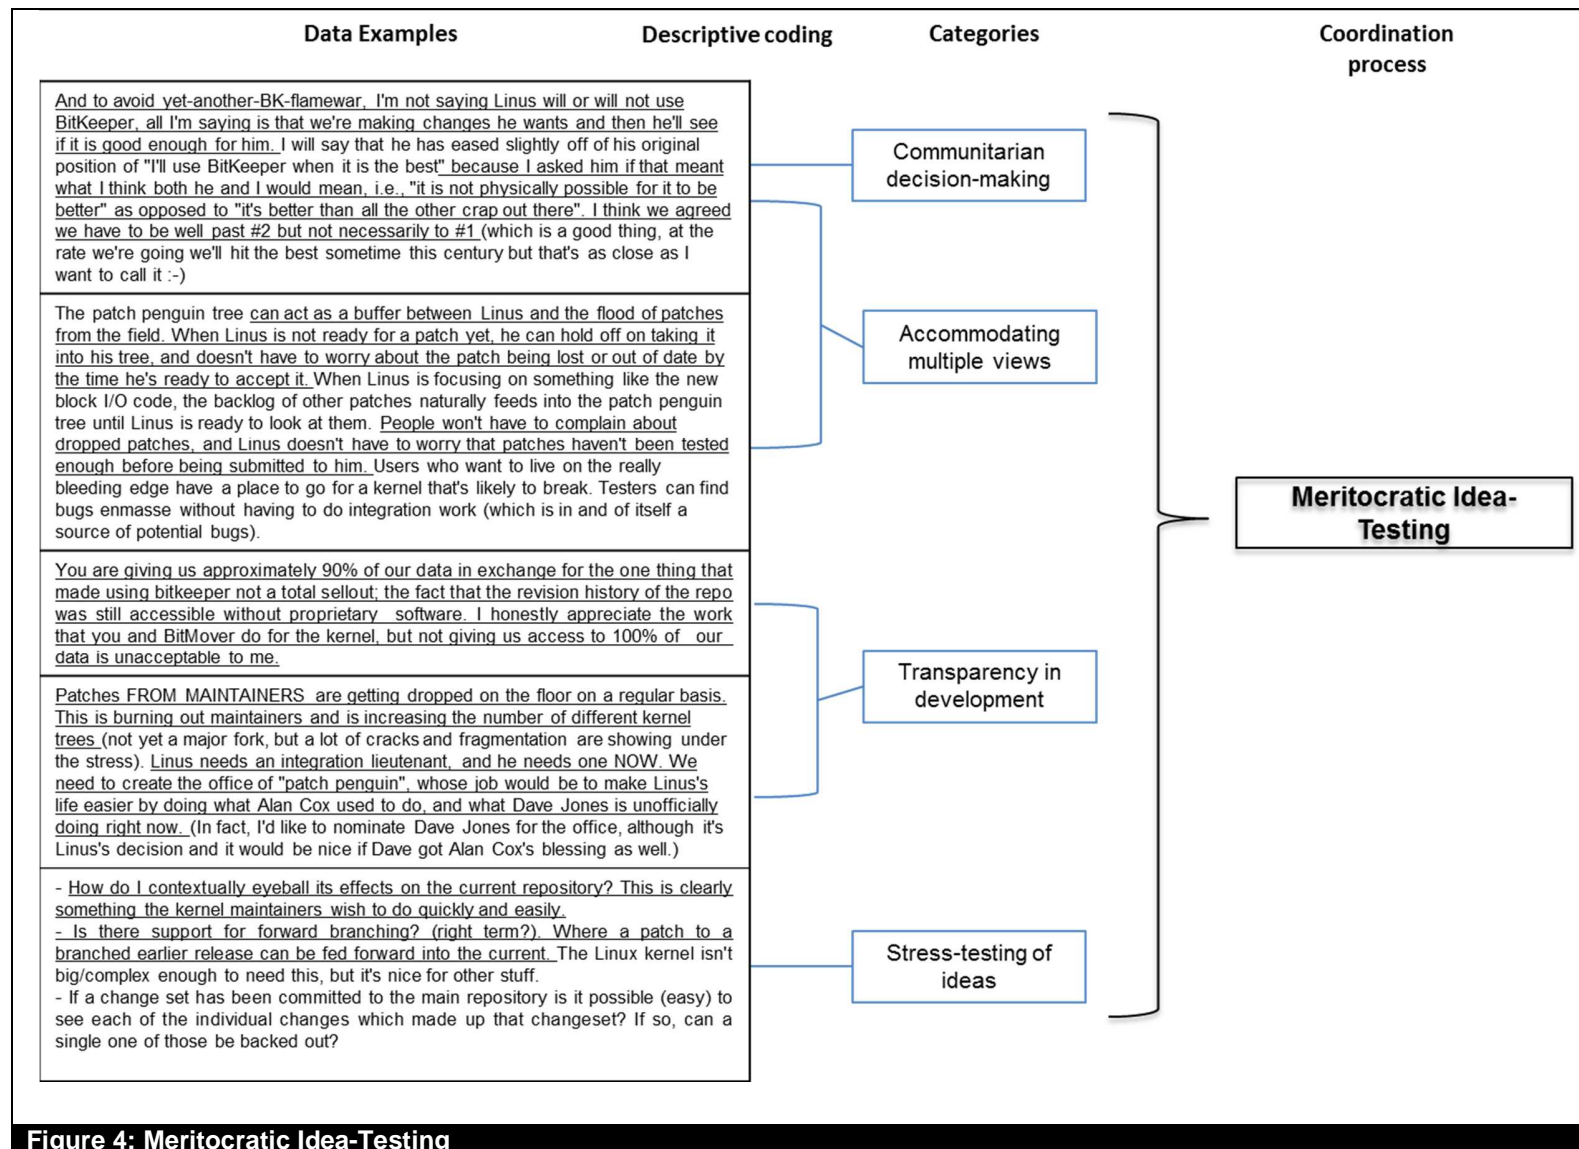 Data Examples
Descriptive coding
Categories
Coordination
process
And to avoid yet-another-BK-flamewar, I'm not saying Linus will or will not use
BitKeeper, all I'm saying is that we're making changes he wants and then he'll see
if it is good enough for him. I will say that he has eased slightly off of his original
position of "I'll use BitKeeper when it is the best" because I asked him if that meant
what I think both he and I would mean, i.e., "it is not physically possible for it to be
better" as opposed to "it's better than all the other crap out there". I think we agreed
we have to be well past #2 but not necessarily to #1 (which is a good thing, at the
rate we're going we'll hit the best sometime this century but that's as close as I
want to call it :-)
The patch penguin tree can act as a buffer between Linus and the flood of patches
from the field. When Linus is not ready for a patch yet, he can hold off on taking it
into his tree, and doesn't have to worry about the patch being lost or out of date by
the time he's ready to accept it. When Linus is focusing on something like the new
block I/O code, the backlog of other patches naturally feeds into the patch penguin
tree until Linus is ready to look at them. People won't have to complain about
dropped patches, and Linus doesn't have to worry that patches haven't been tested
enough before being submitted to him. Users who want to live on the really
bleeding edge have a place to go for a kernel that's likely to break. Testers can find
bugs enmasse without having to do integration work (which is in and of itself a
source of potential bugs).
You are giving us approximately 90% of our data in exchange for the one thing that
made using bitkeeper not a total sellout; the fact that the revision history of the repo
was still accessible without proprietary software. I honestly appreciate the work
that you and BitMover do for the kernel, but not giving us access to 100% of our
data is unacceptable to me.
Patches FROM MAINTAINERS are getting dropped on the floor on a regular basis.
This is burning out maintainers and is increasing the number of different kernel
trees (not yet a major fork, but a lot of cracks and fragmentation are showing under
the stress). Linus needs an integration lieutenant, and he needs one NOW. We
need to create the office of "patch penguin", whose job would be to make Linus's
life easier by doing what Alan Cox used to do, and what Dave Jones is unofficially
doing right now. (In fact, I'd like to nominate Dave Jones for the office, although it's
Linus's decision and it would be nice if Dave got Alan Cox's blessing as well.)
- How do I contextually eyeball its effects on the current repository? This is clearly
something the kernel maintainers wish to do quickly and easily.
- Is there support for forward branching? (right term?). Where a patch to a
branched earlier release can be fed forward into the current. The Linux kernel isn't
big/complex enough to need this, but it's nice for other stuff.
- If a change set has been committed to the main repository is it possible (easy) to
see each of the individual changes which made up that changeset? If so, can a
single one of those be backed out?
Communitarian
decision-making
Accommodating
multiple views
Transparency in
development
Stress-testing of
ideas
Meritocratic Idea-
Testing
Figure 4: Meritocratic Idea-Testing